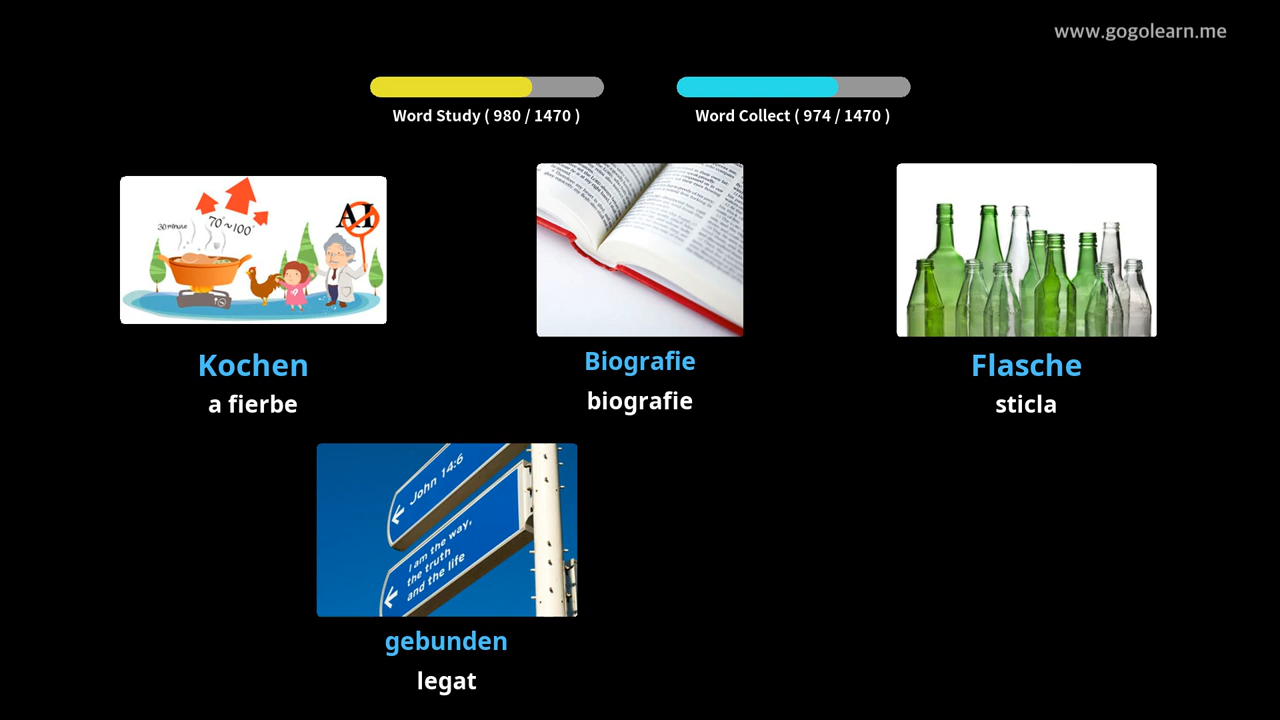 www.gogolearn.me
Word Study ( 980 / 1470 )
Word Collect ( 974 / 1470 )
30 minute
70°~100°
AI
Kochen
a fierbe
Biografie
biografie
Flasche
sticla
John 14:6
I am the way,
the truth
and the life
gebunden
legat